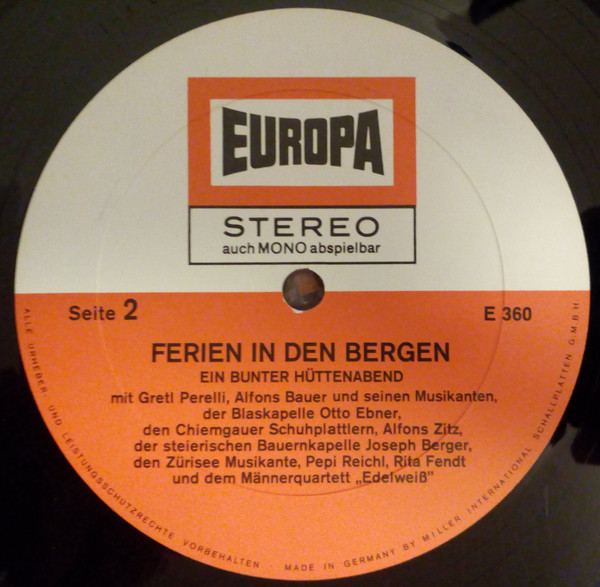 EUROPA
STEREO
auch MONO abspielbar
Seite 2
E 360
FERIEN IN DEN BERGEN
EIN BUNTER HÜTTENABEND
mit Gretl Perelli, Alfons Bauer und seinen Musikanten,
der Blaskapelle Otto Ebner,
den Chiemgauer Schuhplattlern, Alfons Zitz,
der steierischen Bauernkapelle Joseph Berger,
den Zürisee Musikante, Pepi Reichl, Rita Fendt
und dem Männerquartett „Edelweiß"
ALLE URHEBER UND LEISTUNGSSCHUTZRECHTE VORBEHALTEN. MADE IN GERMANY BY MILLER INTERNATIONAL SCHALLPLATTEN G.M.B.H.